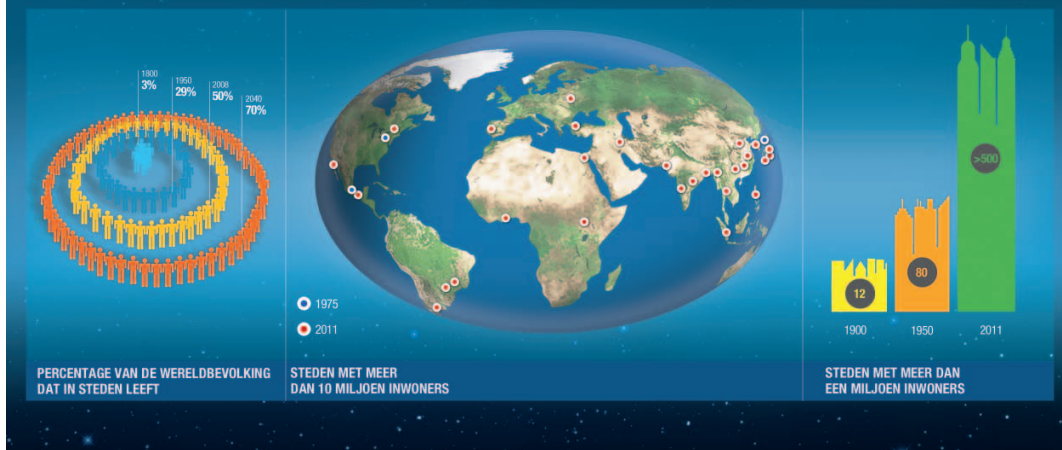 1800
3%
1950
29%
2008
50%
2040
70%
PERCENTAGE VAN DE WERELDBEVOLKING
DAT IN STEDEN LEEFT
1975
2011
STEDEN MET MEER
DAN 10 MILJOEN INWONERS
12
80
>500
1900
1950
2011
STEDEN MET MEER DAN
EEN MILJOEN INWONERS